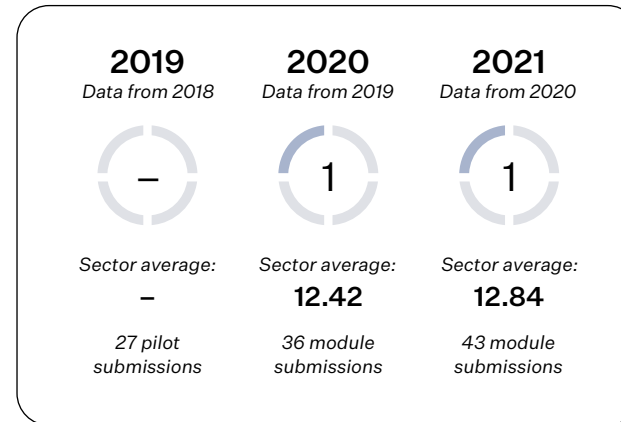 2019
Data from 2018
–
Sector average:
–
27 pilot
submissions
2020
Data from 2019
1
Sector average:
12.42
36 module
submissions
2021
Data from 2020
1
Sector average:
12.84
43 module
submissions